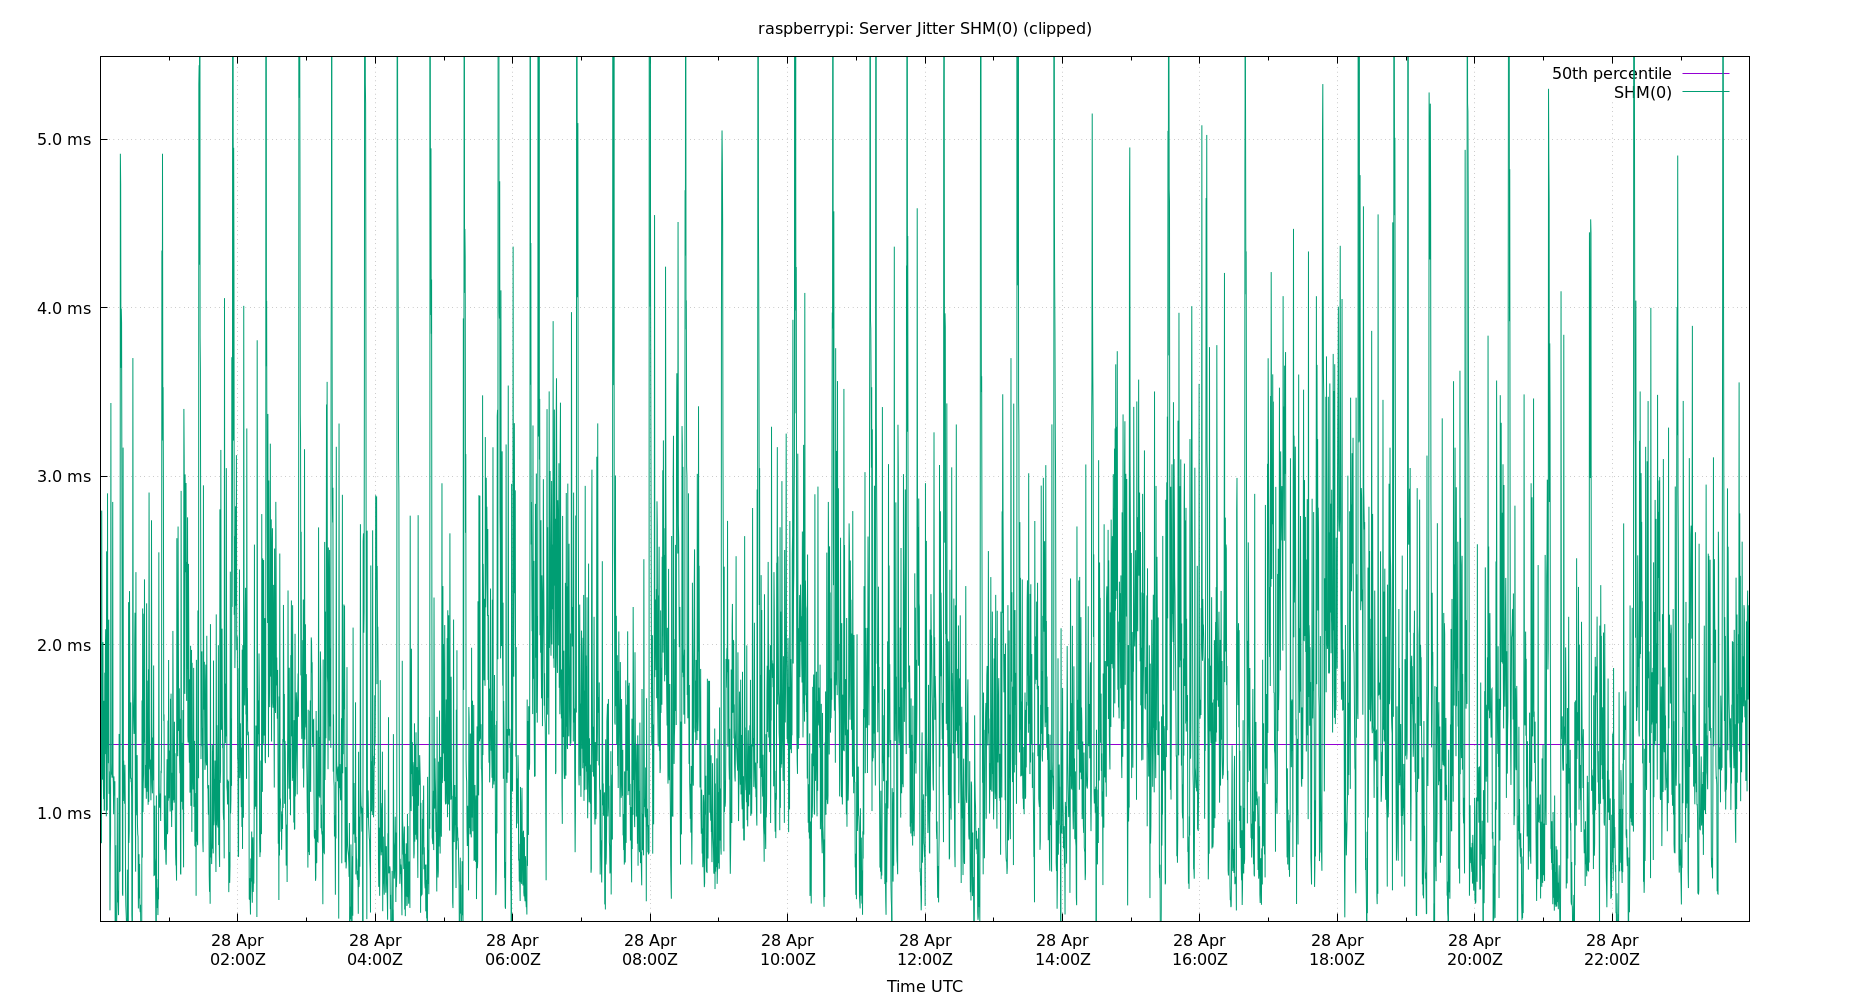 raspberrypi: Server Jitter SHM(0) (clipped)
50th percentile
SHM(0)
5.0 ms
4.0 ms
3.0 ms
2.0 ms
1.0 ms
28 Apr 28 Apr 28 Apr 28 Apr 28 Apr 28 Apr 28 Apr 28 Apr 28 Apr 28 Apr 28 Apr
02:00Z 04:00Z 06:00Z 08:00Z 10:00Z 12:00Z 14:00Z 16:00Z 18:00Z 20:00Z 22:00Z
Time UTC